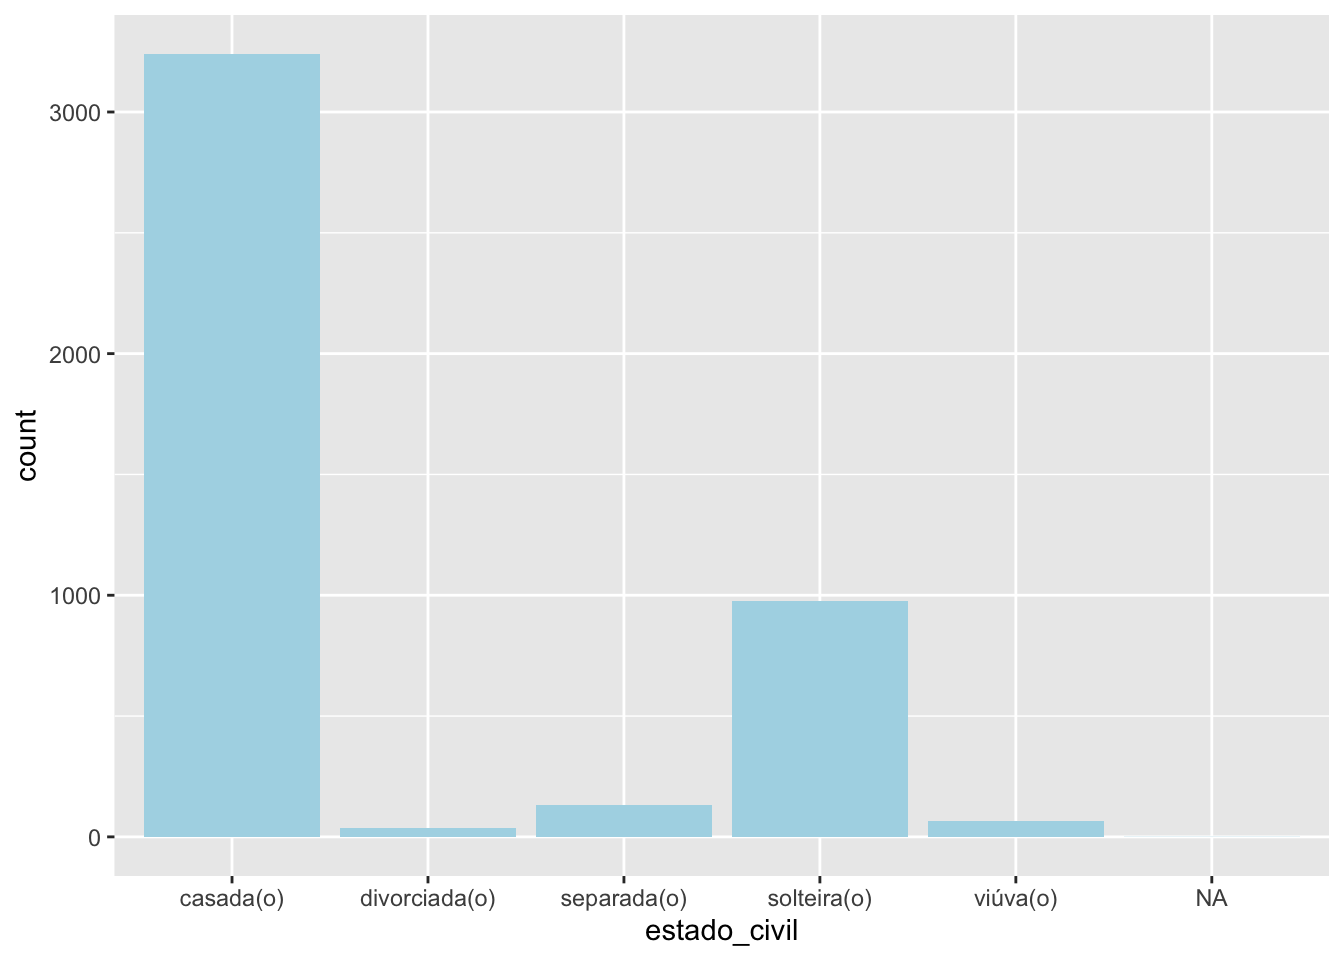 count
3000
2000
1000
0
casada(o) divorciada(o) separada(o) solteira(o) viúva(o) NA
estado_civil